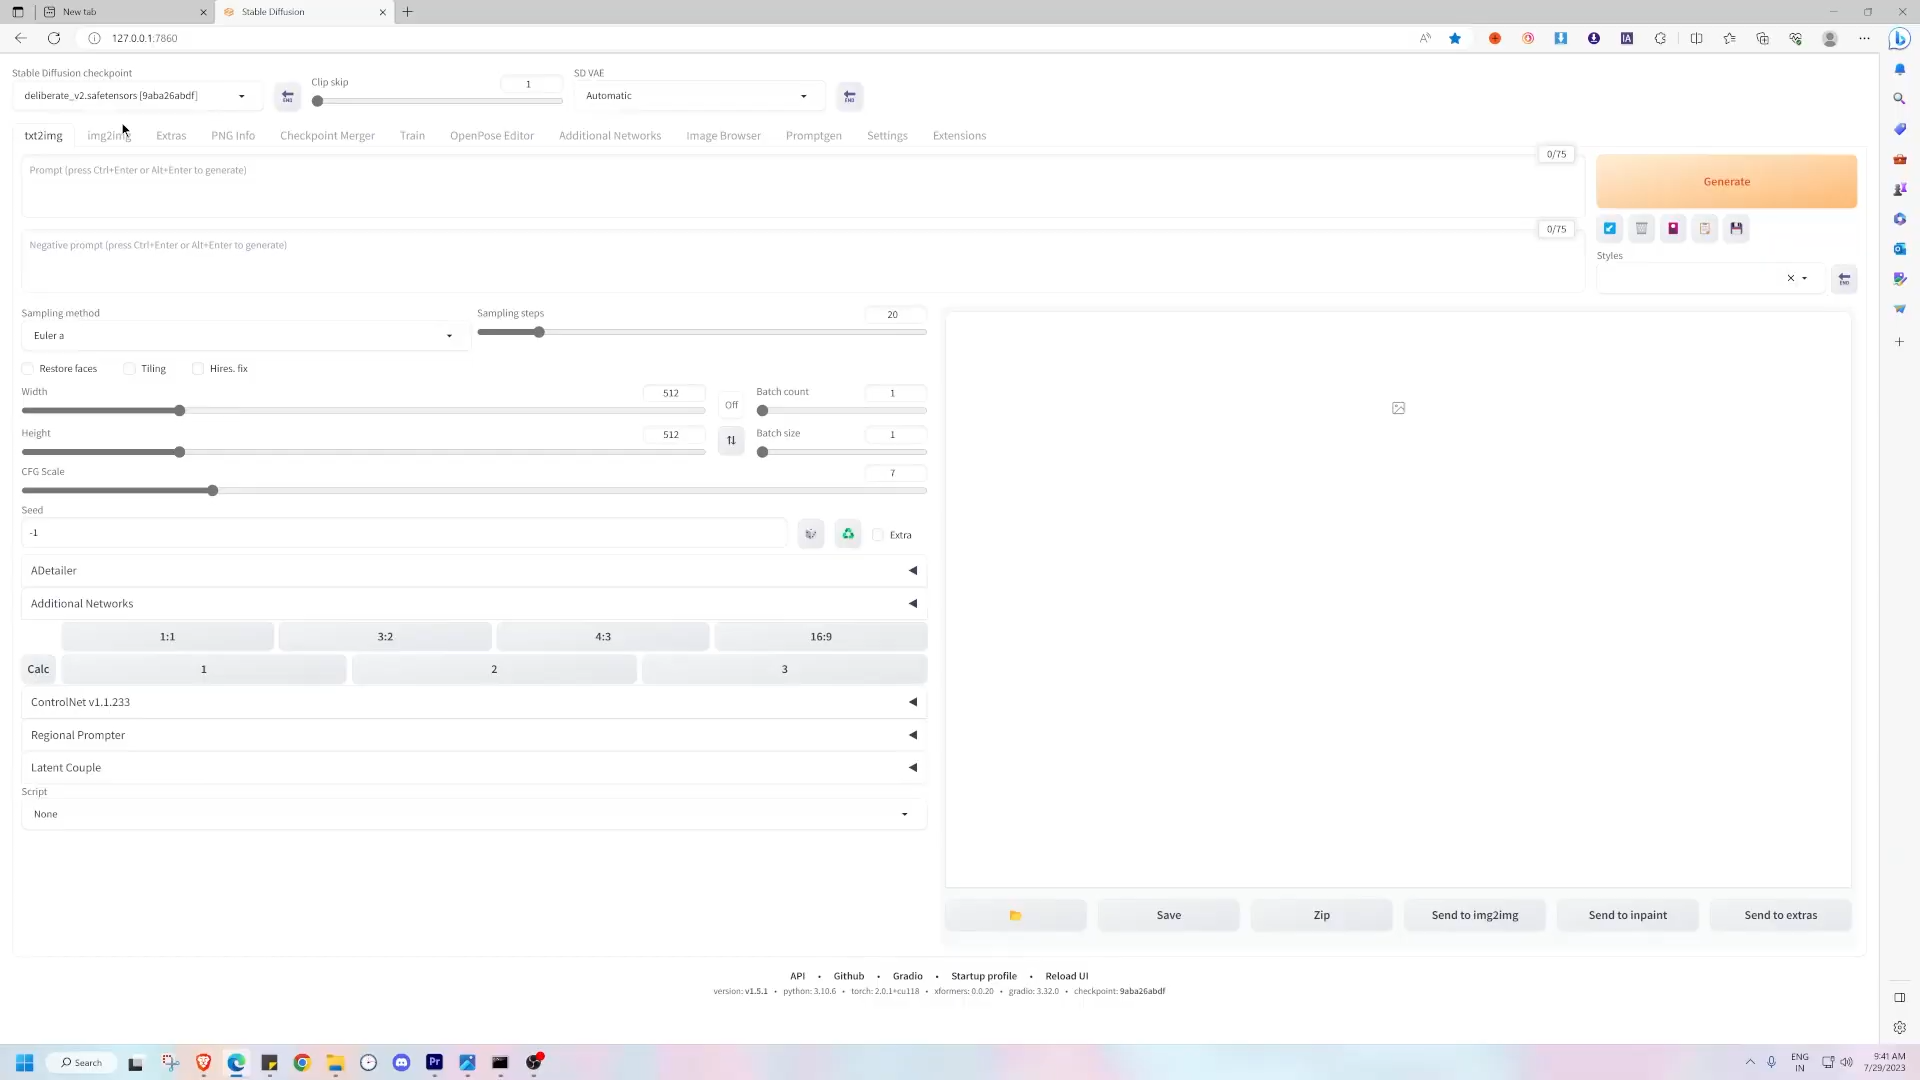 New tab
Stable Diffusion
127.0.0.1:7860
Stable Diffusion checkpoint
deliberate_v2.safetensors [9aba26abdf]
Clip skip
1
SD VAE
Automatic
txt2img
img2img
Extras
PNG Info
Checkpoint Merger
Train
OpenPose Editor
Additional Networks
Image Browser
Promptgen
Settings
Extensions
Prompt (press Ctrl+Enter or Alt+Enter to generate)
0/75
Generate
Negative prompt (press Ctrl+Enter or Alt+Enter to generate)
0/75
Styles
Sampling method
Euler a
Sampling steps
20
Restore faces
Tiling
Hires. fix
Width
512
Off
Batch count
1
Height
512
Batch size
1
CFG Scale
7
Seed
-1
Extra
ADetailer
Additional Networks
1:1
3:2
4:3
16:9
Calc
1
2
3
ControlNet v1.1.233
Regional Prompter
Latent Couple
Script
None
Save
Zip
Send to img2img
Send to inpaint
Send to extras
API • Github • Gradio • Startup profile • Reload UI
version: v1.5.1 • python: 3.10.6 • torch: 2.0.1+cu118 • xformers: 0.0.20 • gradio: 3.32.0 • checkpoint: 9aba26abdf
Search
Pr
ENG
IN
9:41 AM
7/29/2023